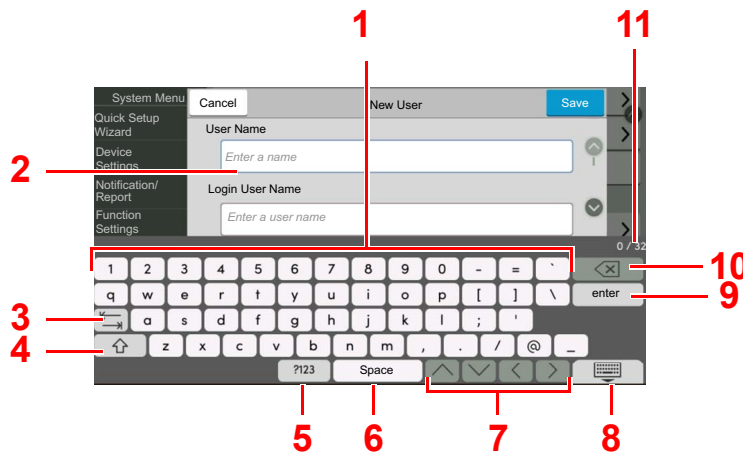 1 11
System Menu Cancel New User Save
Quick Setup
Wizard
User Name
Device
Settings
Enter a name
2
Notification/
Report
Login User Name
Function
Settings
Enter a user name
0 / 32
1 2 3 4 5 6 7 8 9 0 - = ` 10
q w e r t y u i o p [ ] \ enter 9
3 a s d f g h j k l ; '
4 z x c v b n m , . / @ _
?123 Space
5 6 7 8